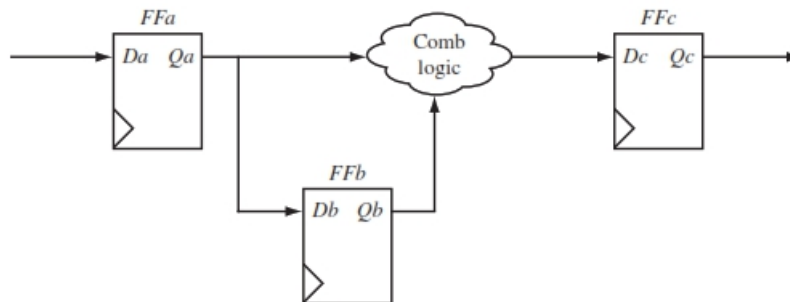 FFa
FFc
Da Qa
Comb
logic
Dc Qc
FFb
Db Qb